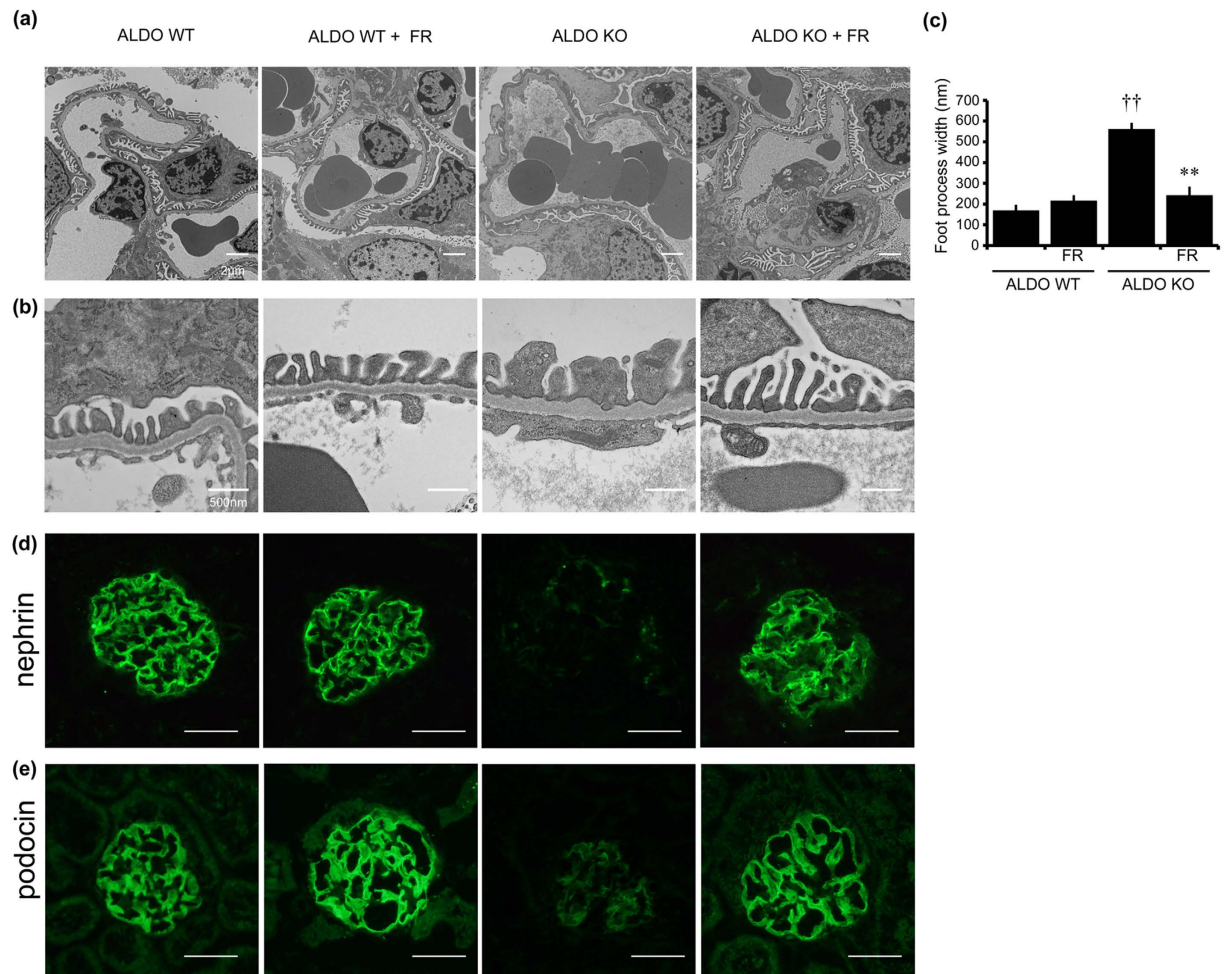 (a)
ALDO WT
ALDO WT + FR
ALDO KO
ALDO KO + FR
2μm
(c)
Foot process width (nm)
700
600
500
400
300
200
100
0
††
**
FR
FR
ALDO WT
ALDO KO
(b)
500nm
(d)
nephrin
(e)
podocin